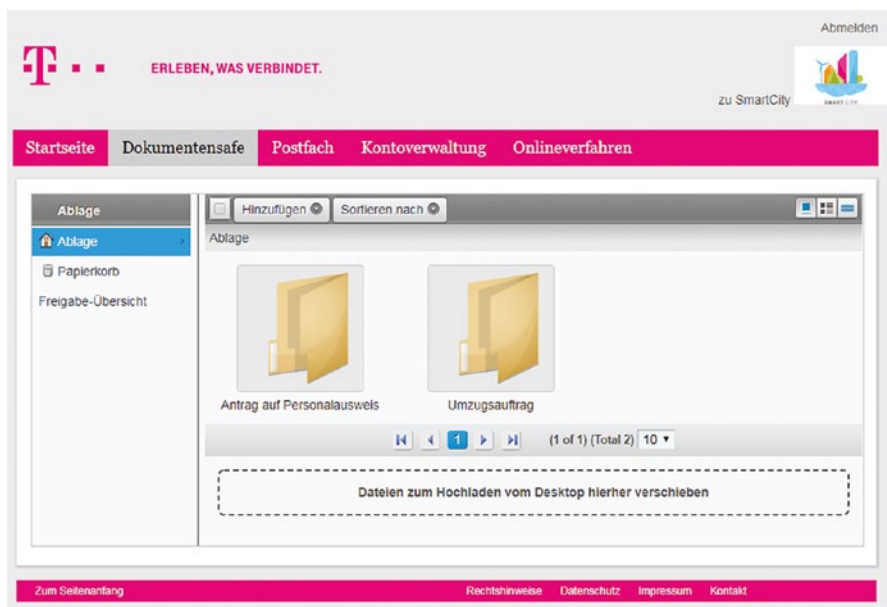 Abmelden
T
ERLEBEN, WAS VERBINDET.
zu SmartCity
SMART CITY
Startseite Dokumentensafe Postfach Kontoverwaltung Onlineverfahren
Ablage
Hinzufügen Sortieren nach
Ablage
Ablage
Papierkorb
Freigabe-Übersicht
Antrag auf Personalausweis Umzugsauftrag
1 (1 of 1) (Total 2) 10
Dateien zum Hochladen vom Desktop hierher verschieben
Zum Seitenanfang Rechtshinweise Datenschutz Impressum Kontakt